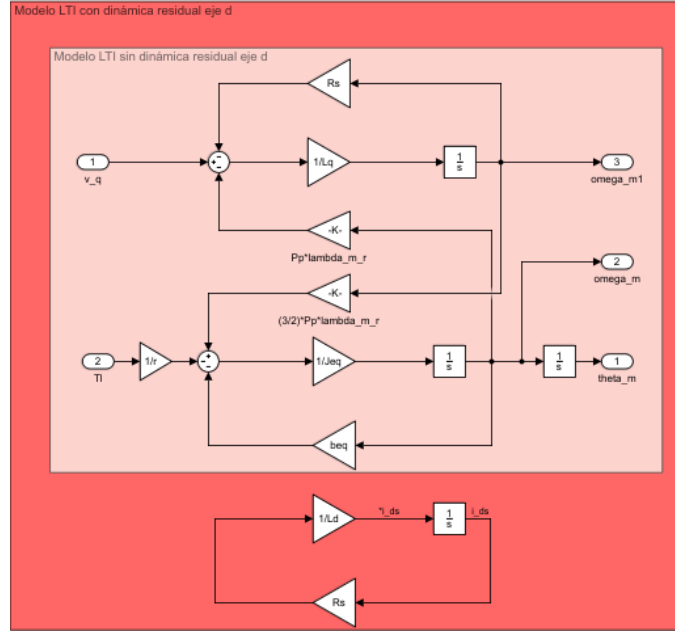 Modelo LTI con dinámica residual eje d
Modelo LTI sin dinámica residual eje d
Rs
1
v_q
1/Lq
1
s
3
omega_m1
-K-
Pp*lambda_m_r
2
omega_m
-K-
(3/2)*Pp*lambda_m_r
2
Tl
1/r
1/Jeq
1
s
1
s
1
theta_m
beq
1/Ld
*i_ds
1
s
i_ds
Rs